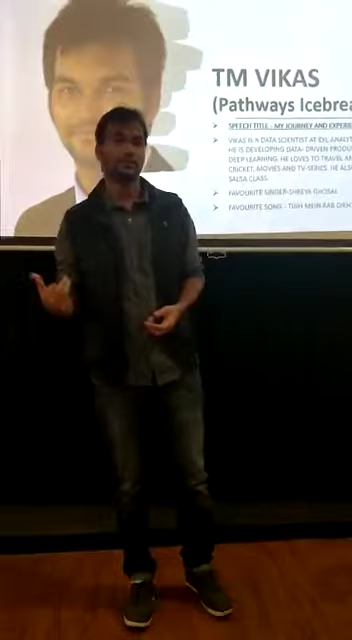 TM VIKAS
(Pathways Icebrea
➢ SPEECH TITLE - MY JOURNEY AND EXPERIE
➢ VIKAS IS A DATA SCIENTIST AT IDL ANALYT
HE IS DEVELOPING DATA- DRIVEN PRODU
DEEP LEARNING. HE LOVES TO TRAVEL AN
CRICKET, MOVIES AND TV-SERIES. HE ALS
SALSA CLASS.
➢ FAVOURITE SINGER-SHREYA GHOSAL
➢ FAVOURITE SONG - TUJH MEIN RAB DIKH